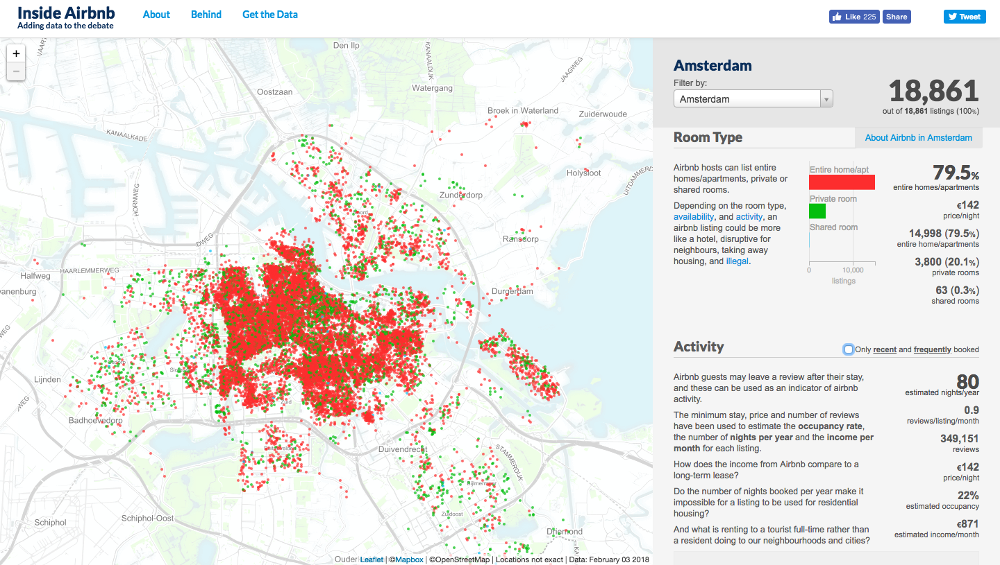 Inside Airbnb
Adding data to the debate
About
Behind
Get the Data
Like 225
Share
Tweet
+
−
Den Ilp
KANAALDIJK
JAAGWEG
Oostzaan
Watergang
Broek in Waterland
Zuiderwoude
KANAALKADE
Holysloot
UITDAMMERD
HORNWEG
Zunderdorp
DWEG
Ransdorp
HAARLEMMERWEG
Halfweg
wanenburg
Durgerdam
WEG
Osdorp
Lijnden
WEG
Zuid
Badhoevedorp
Duivendrecht
STAMMERDIJK
Bijlmermeer
Zuidoost
Schiphol
Schiphol-Oost
Driemond
Ouder
Leaflet | ©Mapbox | ©OpenStreetMap | Locations not exact | Data: February 03 2018
Amsterdam
Filter by:
Amsterdam
18,861
out of 18,861 listings (100%)
Room Type
About Airbnb in Amsterdam
Airbnb hosts can list entire
homes/apartments, private or
shared rooms.
Depending on the room type,
availability, and activity, an
airbnb listing could be more
like a hotel, disruptive for
neighbours, taking away
housing, and illegal.
Entire home/apt
Private room
Shared room
0
10,000
listings
79.5%
entire homes/apartments
€142
price/night
14,998 (79.5%)
entire home/apartments
3,800 (20.1%)
private rooms
63 (0.3%)
shared rooms
Activity
Only recent and frequently booked
Airbnb guests may leave a review after their stay,
and these can be used as an indicator of airbnb
activity.
The minimum stay, price and number of reviews
have been used to estimate the occupancy rate,
the number of nights per year and the income per
month for each listing.
How does the income from Airbnb compare to a
long-term lease?
Do the number of nights booked per year make it
impossible for a listing to be used for residential
housing?
And what is renting to a tourist full-time rather than
a resident doing to our neighbourhoods and cities?
80
estimated nights/year
0.9
reviews/listing/month
349,151
reviews
€142
price/night
22%
estimated occupancy
€871
estimated income/month